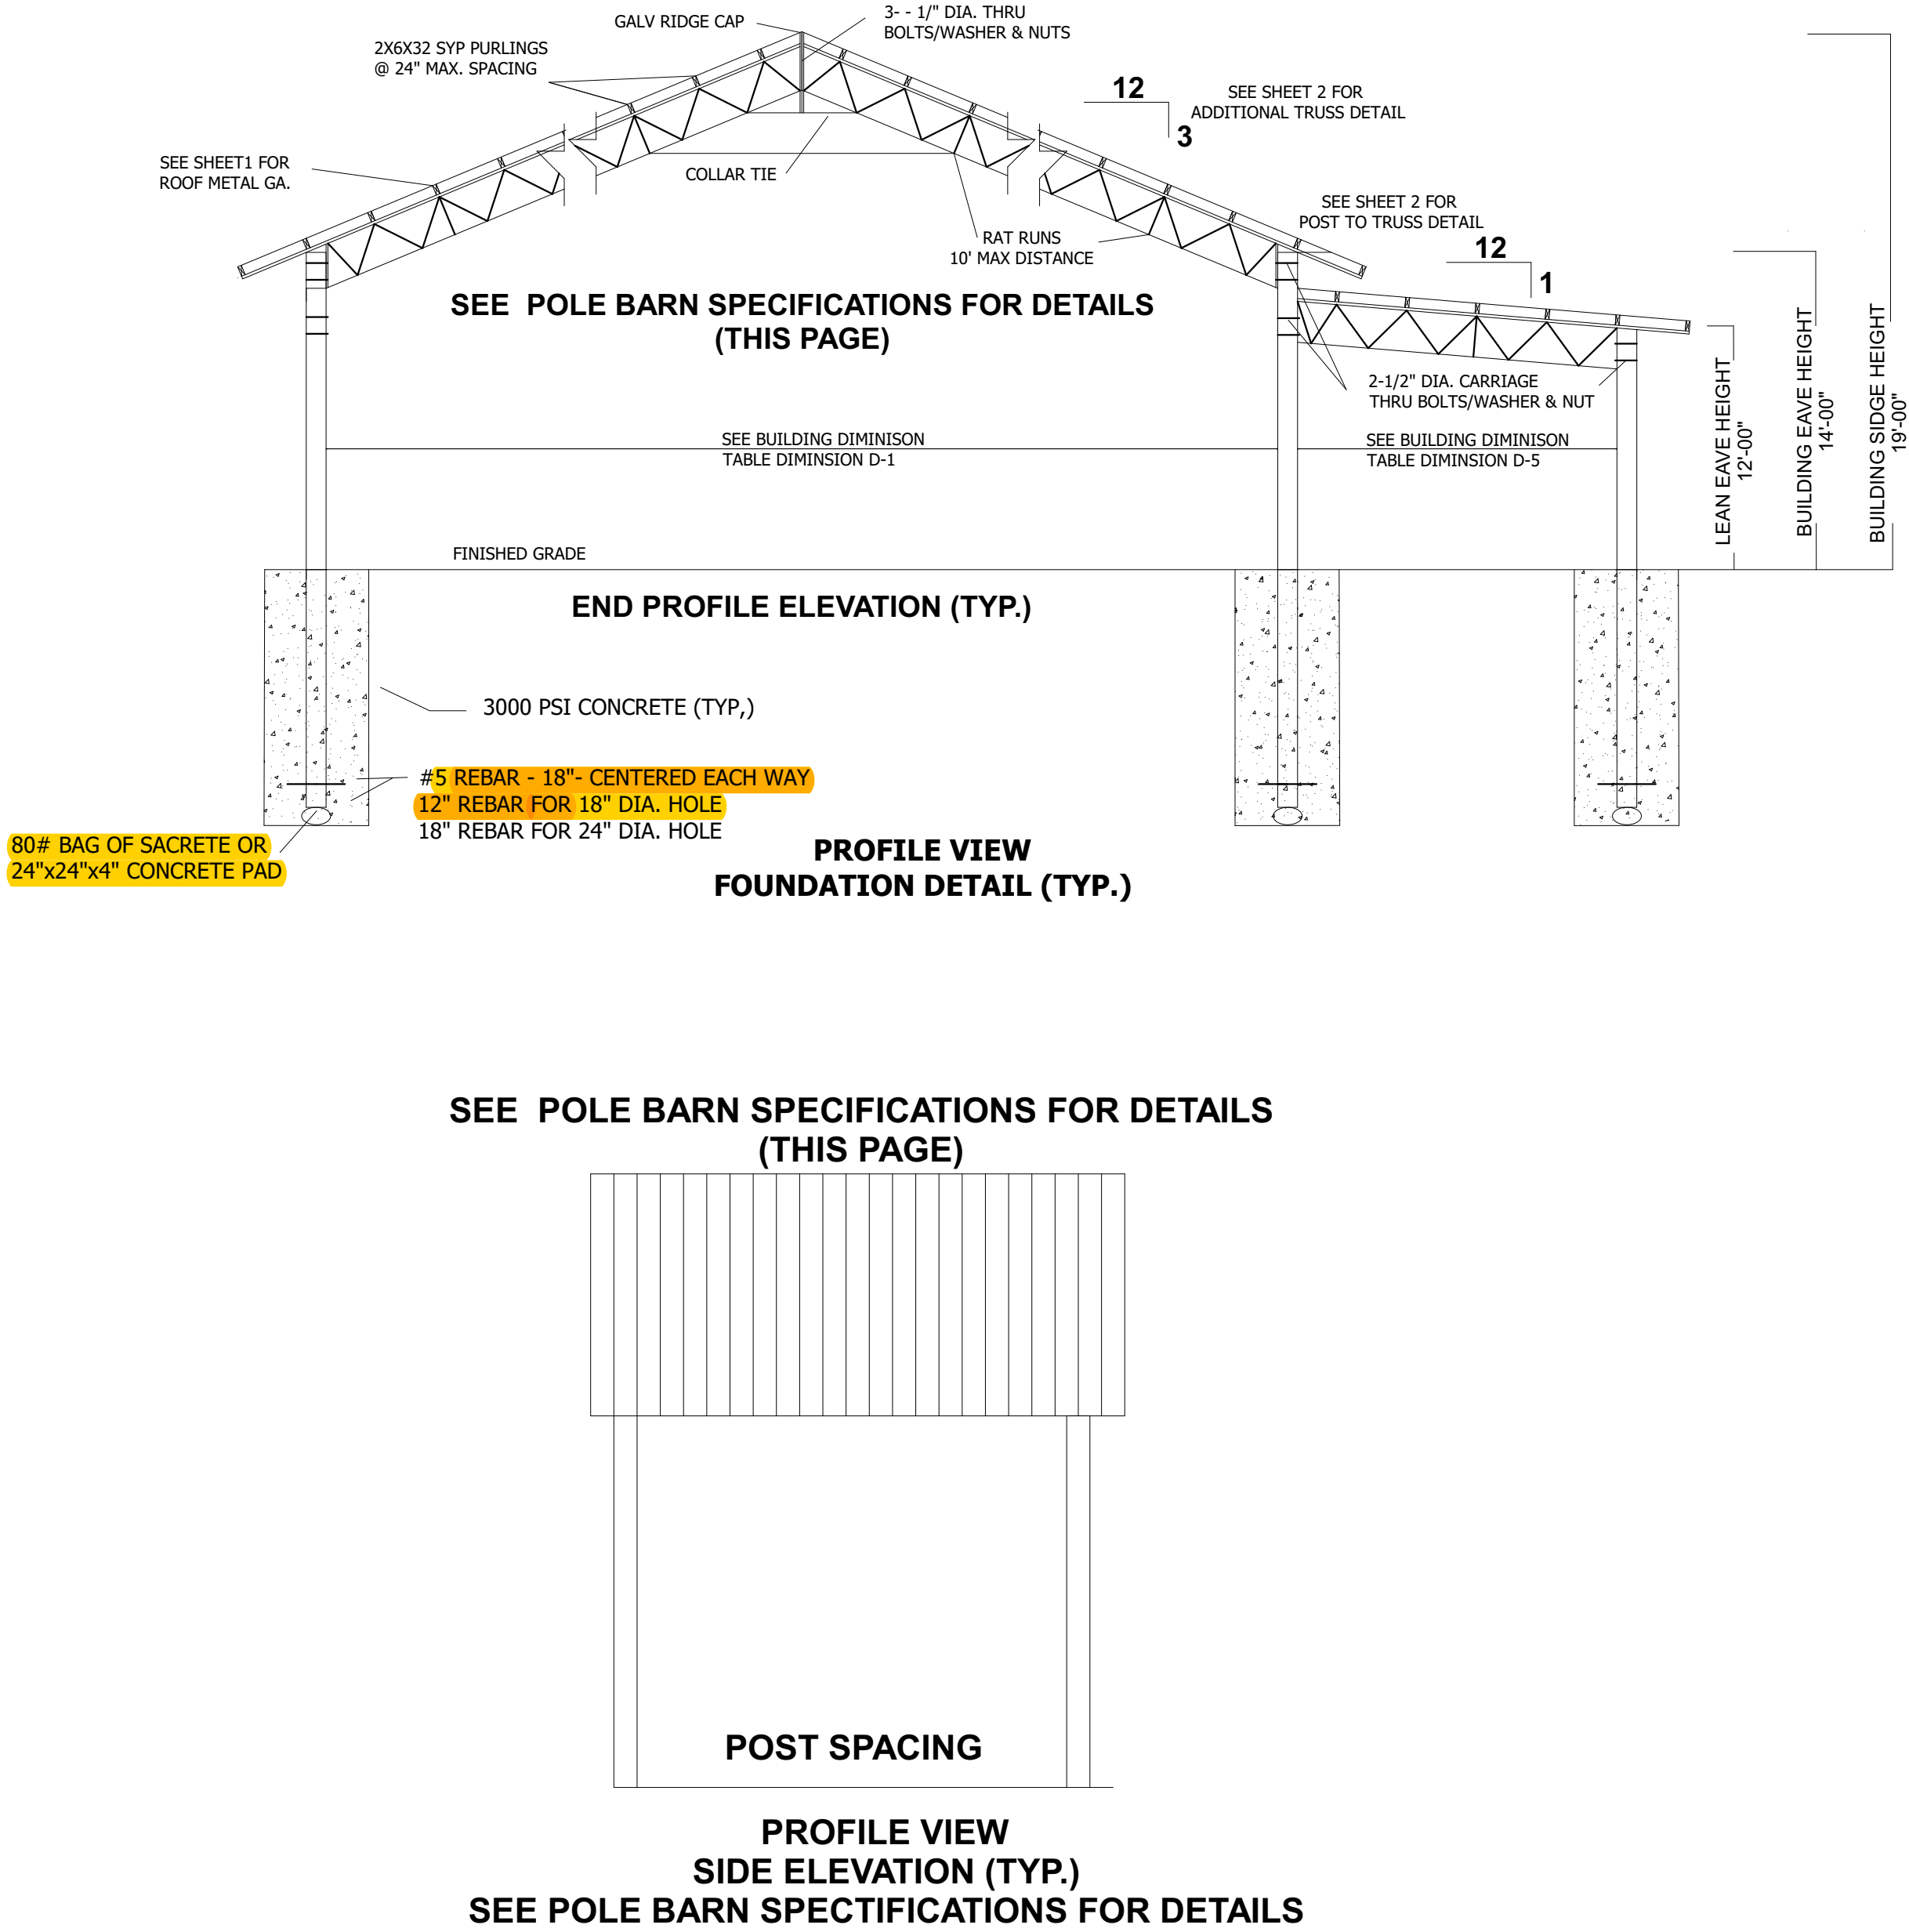 GALV RIDGE CAP
3- - 1/" DIA. THRU
BOLTS/WASHER & NUTS
2X6X32 SYP PURLINGS
@ 24" MAX. SPACING
12
3
SEE SHEET 2 FOR
ADDITIONAL TRUSS DETAIL
SEE SHEET1 FOR
ROOF METAL GA.
COLLAR TIE
SEE SHEET 2 FOR
POST TO TRUSS DETAIL
RAT RUNS
10' MAX DISTANCE
12
1
SEE  POLE BARN SPECIFICATIONS FOR DETAILS
(THIS PAGE)
2-1/2" DIA. CARRIAGE
THRU BOLTS/WASHER & NUT
LEAN EAVE HEIGHT
12'-00"
BUILDING EAVE HEIGHT
14'-00"
BUILDING SIDGE HEIGHT
19'-00"
SEE BUILDING DIMINISON
TABLE DIMINSION D-1
SEE BUILDING DIMINISON
TABLE DIMINSION D-5
FINISHED GRADE
END PROFILE ELEVATION (TYP.)
3000 PSI CONCRETE (TYP,)
#5 REBAR - 18"- CENTERED EACH WAY
12" REBAR FOR 18" DIA. HOLE
18" REBAR FOR 24" DIA. HOLE
80# BAG OF SACRETE OR
24"x24"x4" CONCRETE PAD
PROFILE VIEW
FOUNDATION DETAIL (TYP.)
SEE  POLE BARN SPECIFICATIONS FOR DETAILS
(THIS PAGE)
POST SPACING
PROFILE VIEW
SIDE ELEVATION (TYP.)
SEE POLE BARN SPECTIFICATIONS FOR DETAILS